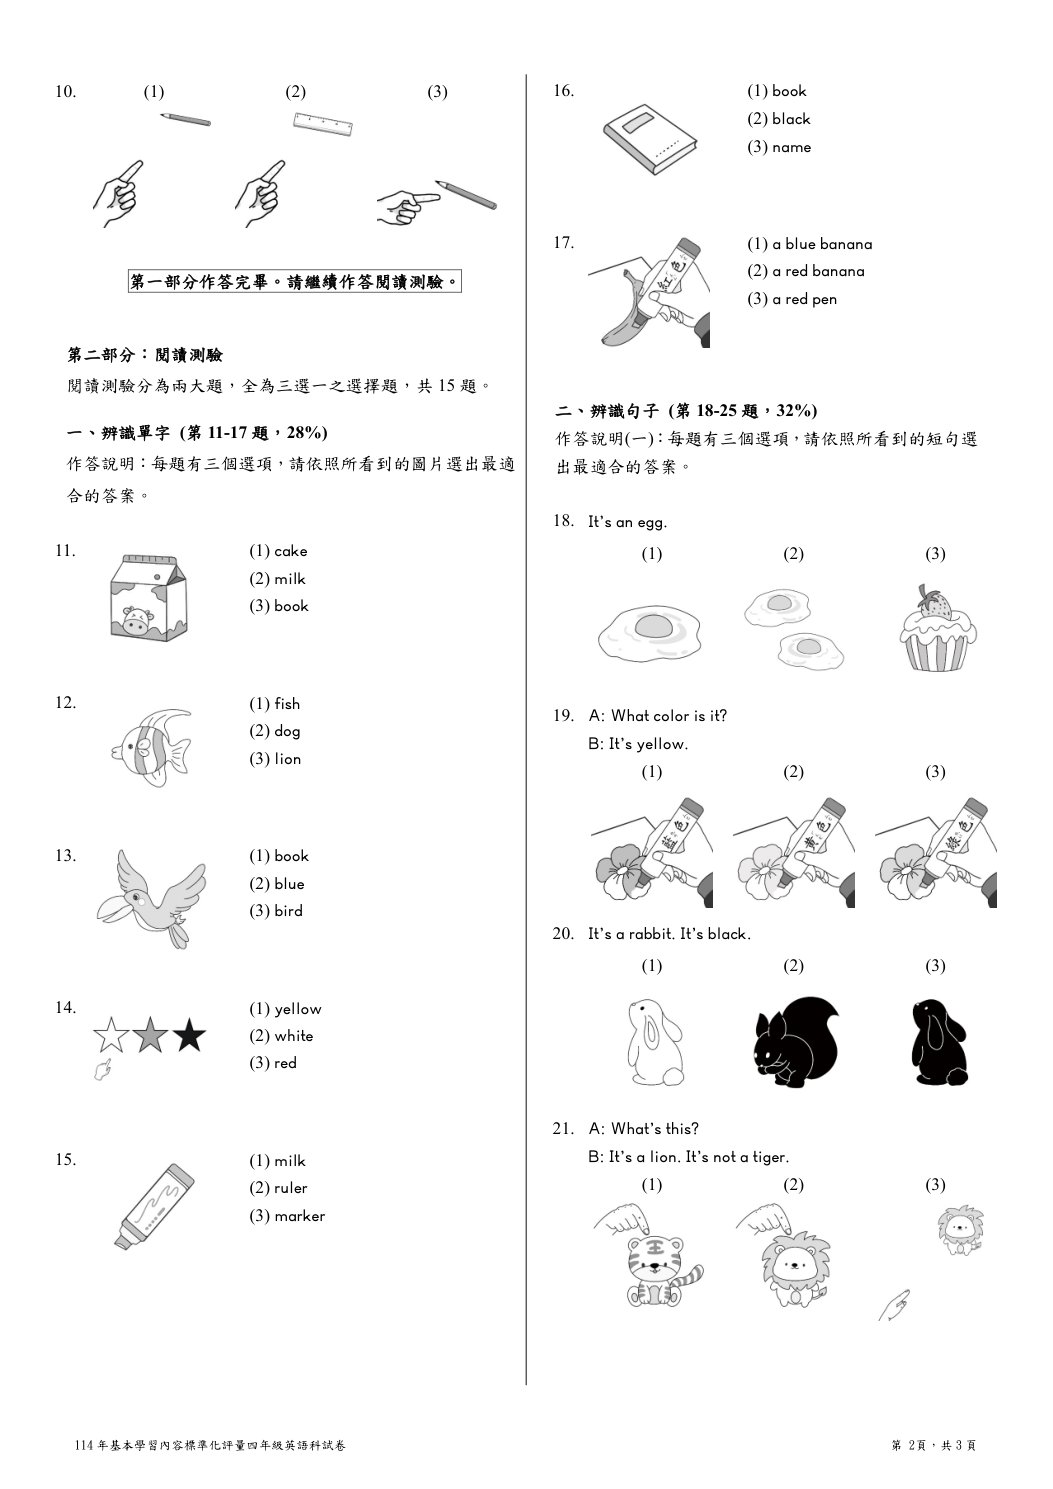 10. (1) (2) (3)
第一部分作答完畢。請繼續作答閱讀測驗。
第二部分：閱讀測驗
閱讀測驗分為兩大題，全為三選一之選擇題，共 15 題。
一、辨識單字 (第 11-17 題，28%)
作答說明：每題有三個選項，請依照所看到的圖片選出最適
合的答案。
11. (1) cake
(2) milk
(3) book
12. (1) fish
(2) dog
(3) lion
13. (1) book
(2) blue
(3) bird
14. (1) yellow
(2) white
(3) red
15. (1) milk
(2) ruler
(3) marker
16. (1) book
(2) black
(3) name
17. (1) a blue banana
(2) a red banana
(3) a red pen
紅色
二、辨識句子 (第 18-25 題，32%)
作答說明(一)：每題有三個選項，請依照所看到的短句選
出最適合的答案。
18. It's an egg.
(1) (2) (3)
19. A: What color is it?
B: It's yellow.
(1) (2) (3)
藍色 黃色 綠色
20. It's a rabbit. It's black.
(1) (2) (3)
21. A: What's this?
B: It's a lion. It's not a tiger.
(1) (2) (3)
王
114 年基本學習內容標準化評量四年級英語科試卷
第 2頁，共 3 頁